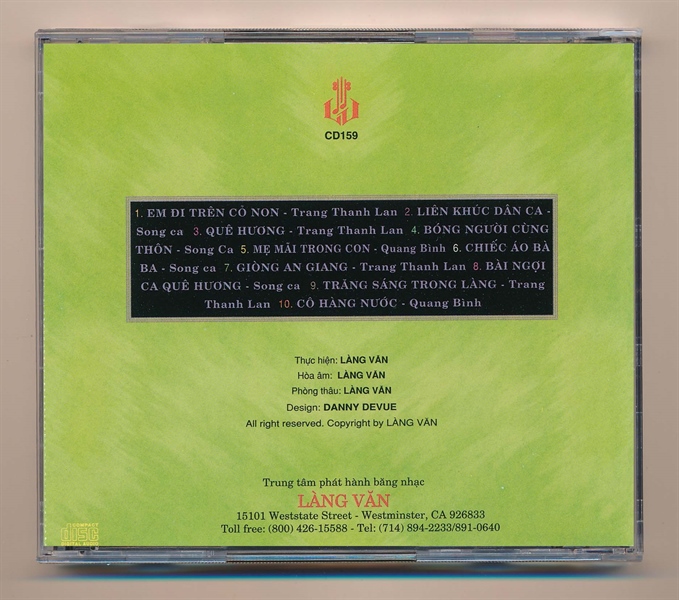 CD159
1. EM ĐI TRÊN CỎ NON - Trang Thanh Lan 2. LIÊN KHÚC DÂN CA -
Song ca 3. QUÊ HƯƠNG - Trang Thanh Lan 4. BÓNG NGƯỜI CÙNG
THÔN - Song Ca 5. MẸ MÃI TRONG CON - Quang Bình 6. CHIẾC ÁO BÀ
BA - Song ca 7. GIÒNG AN GIANG - Trang Thanh Lan 8. BÀI NGỢI
CA QUÊ HƯƠNG - Song ca 9. TRĂNG SÁNG TRONG LÀNG - Trang
Thanh Lan 10. CÔ HÀNG NƯỚC - Quang Bình
Thực hiện: LÀNG VĂN
Hòa âm: LÀNG VĂN
Phòng thâu: LÀNG VĂN
Design: DANNY DEVUE
All right reserved. Copyright by LÀNG VĂN
Trung tâm phát hành băng nhạc
LÀNG VĂN
15101 Weststate Street - Westminster, CA 926833
Toll free: (800) 426-15588 - Tel: (714) 894-2233/891-0640
COMPACT
disc
DIGITAL AUDIO